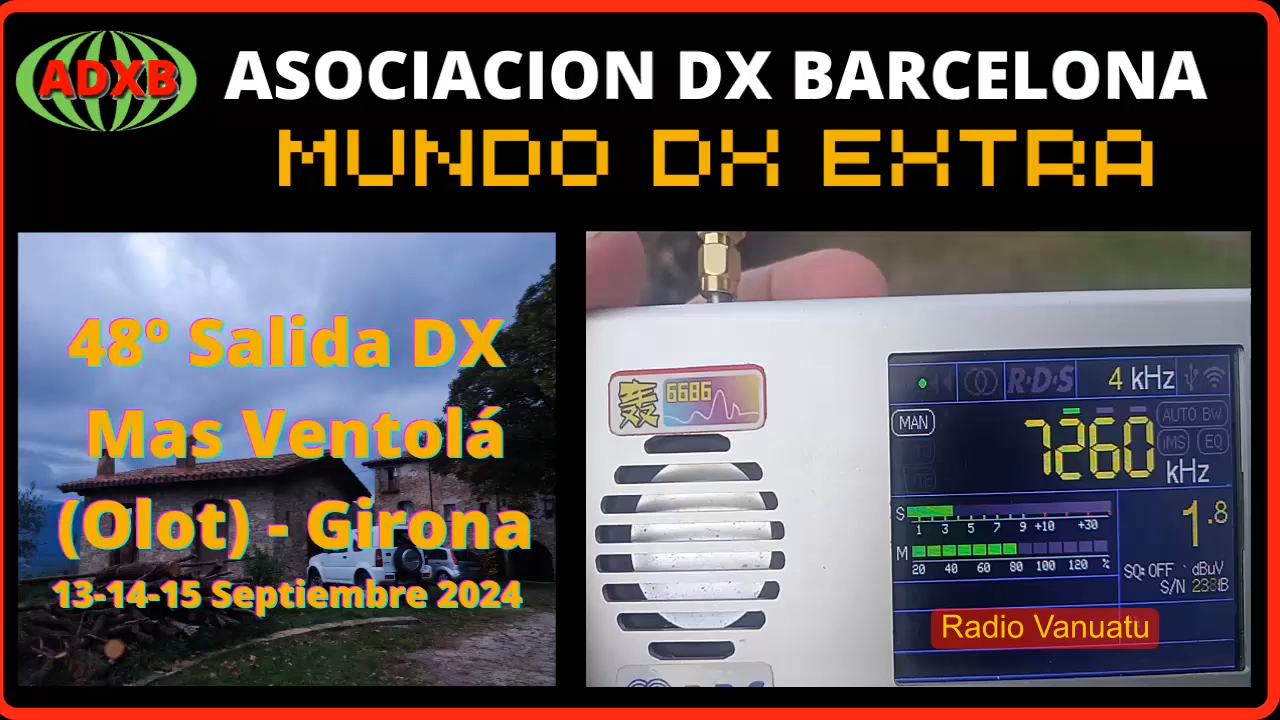 ADXB
ASOCIACION DX BARCELONA
MUNDO DX EXTRA
48º Salida DX
Mas Ventolá
(Olot) - Girona
13-14-15 Septiembre 2024
轰
6686
R·D·S
4 kHz
AUTO BW
MAN
7260
iMS
EQ
kHz
S
1 3 5 7 9 +10 +30
M
20 40 60 80 100 120 %
1.8
SQ: OFF
dBuV
S/N
Radio Vanuatu